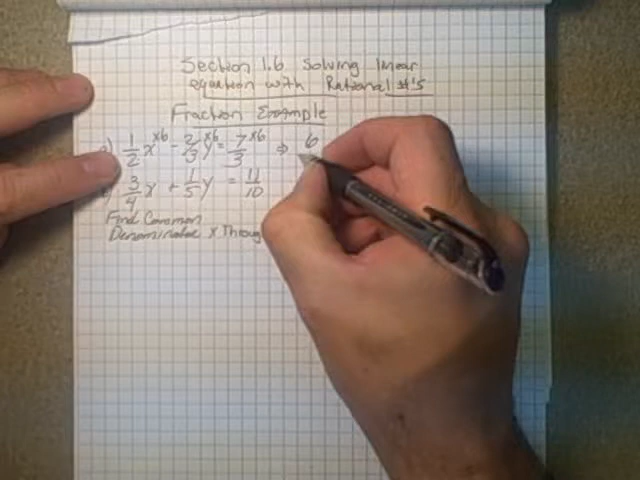 Section 1.6 Solving linear
equation with Rational #'s
Fraction Example
a) 1/2 x ×6 - 2/3 y ×6 = 7/3 ×6 ⇒ 6
3/4 x + 1/5 y = 11/10
Find Common
Denominator x Throug